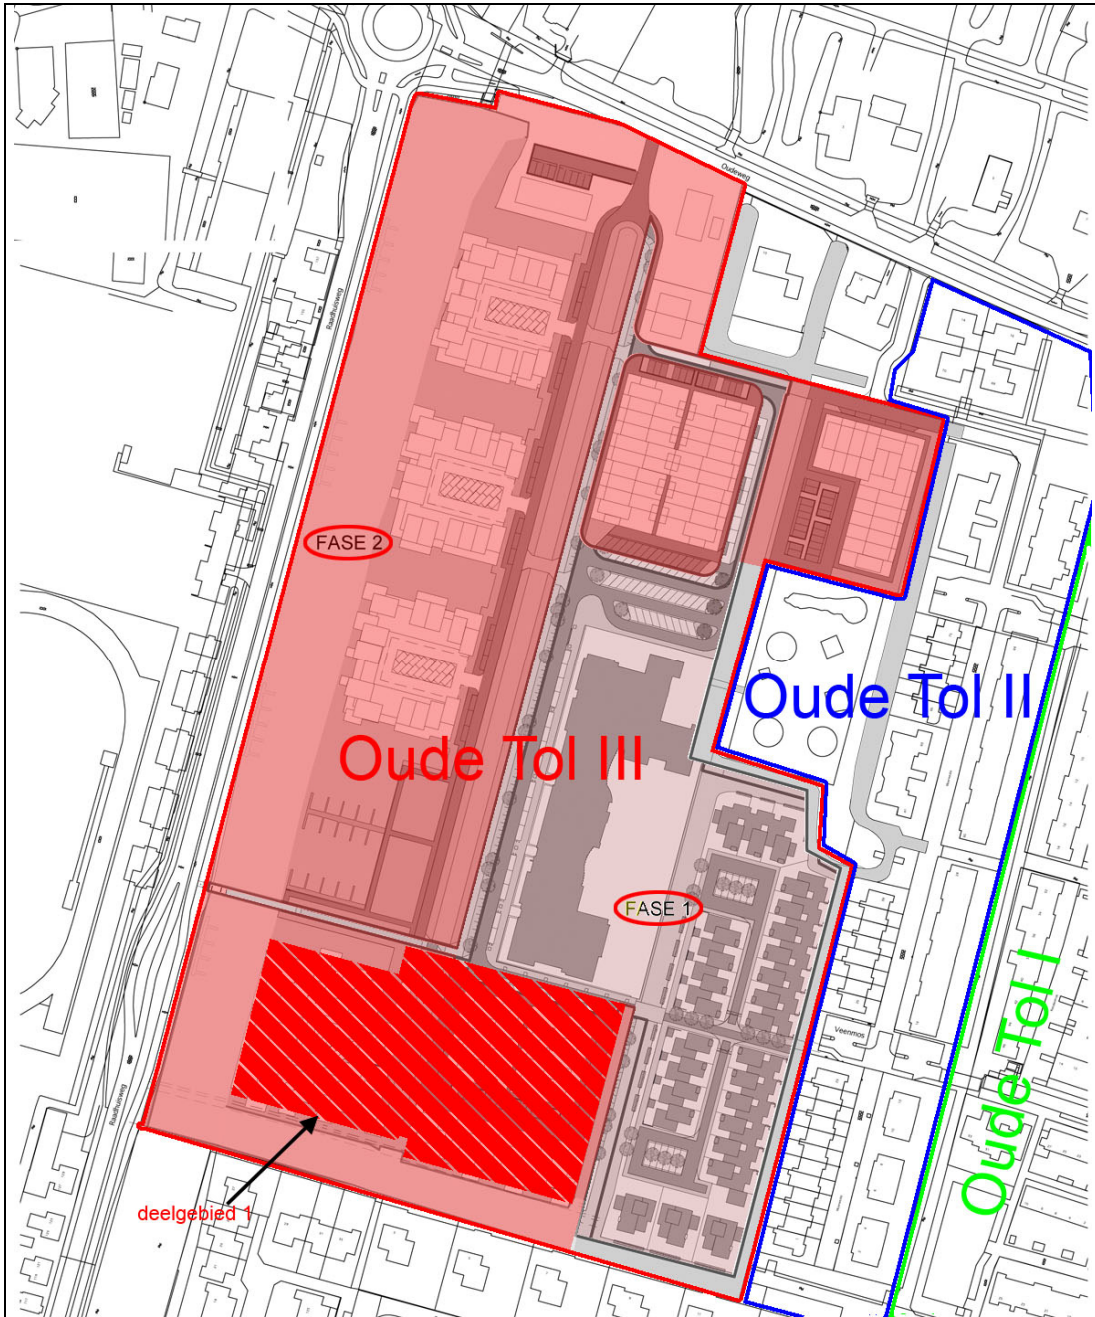 Oudeweg
Raadhuisweg
FASE 2
Oude Tol II
Oude Tol III
FASE 1
Oude Tol I
Veenmos
Raadhuisweg
deelgebied 1